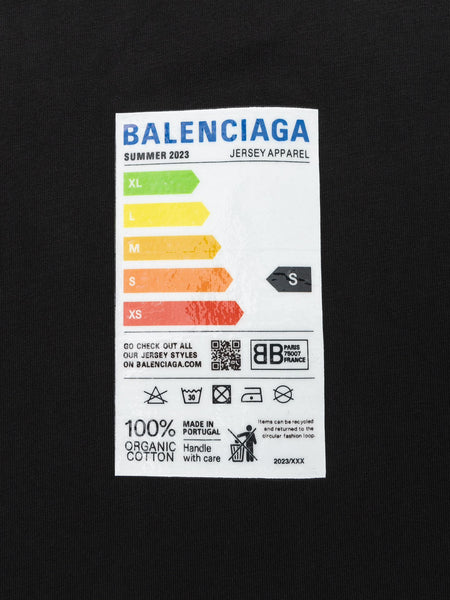 BALENCIAGA
SUMMER 2023 JERSEY APPAREL
XL
L
M
S S
XS
GO CHECK OUT ALL
OUR JERSEY STYLES
ON BALENCIAGA.COM
BB PARIS
75007
FRANCE
30
100%
ORGANIC
COTTON
MADE IN
PORTUGAL
Handle
with care
Items can be recycled
and returned to the
circular fashion loop
2023/XXX